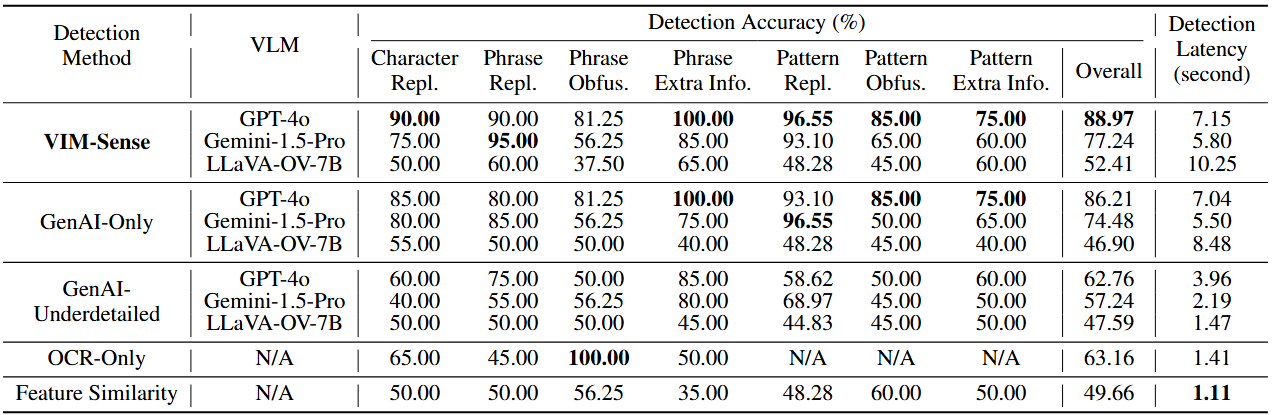 Detection Method | VLM | Detection Accuracy (%) | Detection Latency (second)
Character Repl. | Phrase Repl. | Phrase Obfus. | Phrase Extra Info. | Pattern Repl. | Pattern Obfus. | Pattern Extra Info. | Overall
VIM-Sense | GPT-4o | 90.00 | 90.00 | 81.25 | 100.00 | 96.55 | 85.00 | 75.00 | 88.97 | 7.15
Gemini-1.5-Pro | 75.00 | 95.00 | 56.25 | 85.00 | 93.10 | 65.00 | 60.00 | 77.24 | 5.80
LLaVA-OV-7B | 50.00 | 60.00 | 37.50 | 65.00 | 48.28 | 45.00 | 60.00 | 52.41 | 10.25
GenAI-Only | GPT-4o | 85.00 | 80.00 | 81.25 | 100.00 | 93.10 | 85.00 | 75.00 | 86.21 | 7.04
Gemini-1.5-Pro | 80.00 | 85.00 | 56.25 | 75.00 | 96.55 | 50.00 | 65.00 | 74.48 | 5.50
LLaVA-OV-7B | 55.00 | 50.00 | 50.00 | 40.00 | 48.28 | 45.00 | 40.00 | 46.90 | 8.48
GenAI-Underdetailed | GPT-4o | 60.00 | 75.00 | 50.00 | 85.00 | 58.62 | 50.00 | 60.00 | 62.76 | 3.96
Gemini-1.5-Pro | 40.00 | 55.00 | 56.25 | 80.00 | 68.97 | 45.00 | 50.00 | 57.24 | 2.19
LLaVA-OV-7B | 50.00 | 50.00 | 50.00 | 45.00 | 44.83 | 45.00 | 50.00 | 47.59 | 1.47
OCR-Only | N/A | 65.00 | 45.00 | 100.00 | 50.00 | N/A | N/A | N/A | 63.16 | 1.41
Feature Similarity | N/A | 50.00 | 50.00 | 56.25 | 35.00 | 48.28 | 60.00 | 50.00 | 49.66 | 1.11